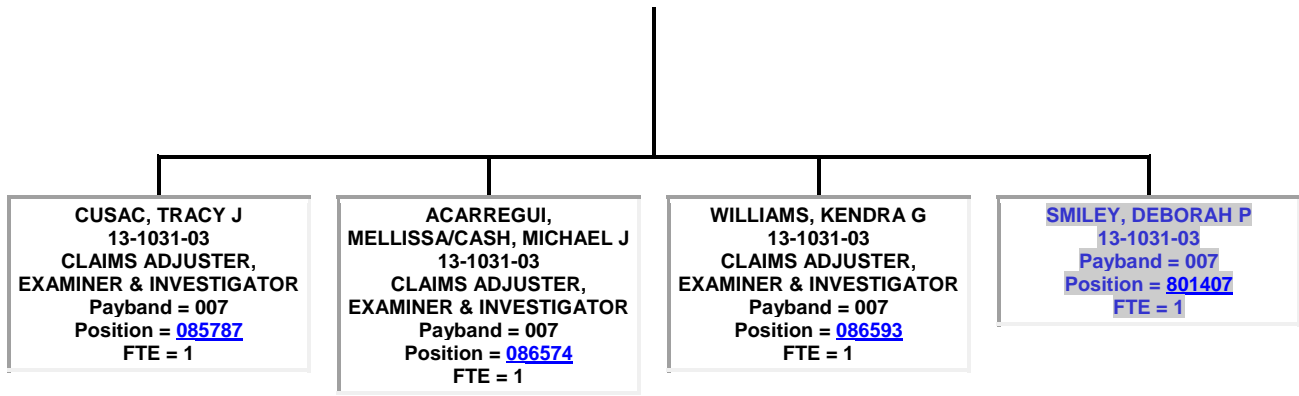 CUSAC, TRACY J
13-1031-03
CLAIMS ADJUSTER,
EXAMINER & INVESTIGATOR
Payband = 007
Position = 085787
FTE = 1
ACARREGUI,
MELLISSA/CASH, MICHAEL J
13-1031-03
CLAIMS ADJUSTER,
EXAMINER & INVESTIGATOR
Payband = 007
Position = 086574
FTE = 1
WILLIAMS, KENDRA G
13-1031-03
CLAIMS ADJUSTER,
EXAMINER & INVESTIGATOR
Payband = 007
Position = 086593
FTE = 1
SMILEY, DEBORAH P
13-1031-03
Payband = 007
Position = 801407
FTE = 1